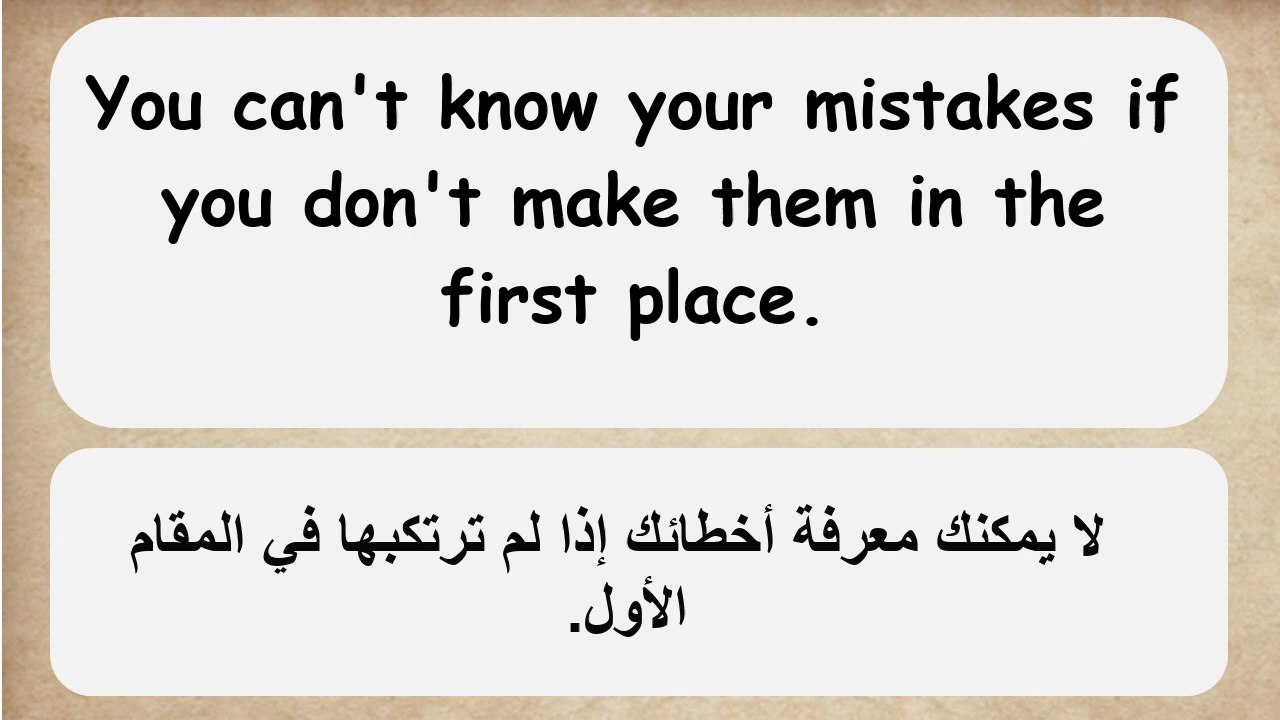 You can't know your mistakes if
you don't make them in the
first place.
لا يمكنك معرفة أخطائك إذا لم ترتكبها في المقام
الأول.